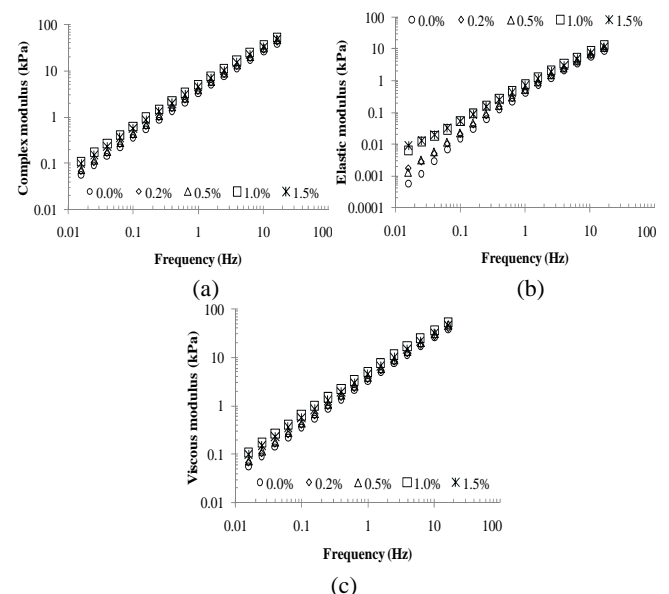 100
10
1
0.1
0.01
Complex modulus (kPa)
○ 0.0% ◇ 0.2% △ 0.5% □ 1.0% ж 1.5%
0.01 0.1 1 10 100
Frequency (Hz)
(a)
100
10
1
0.1
0.01
0.001
0.0001
Elastic modulus (kPa)
○ 0.0% ◇ 0.2% △ 0.5% □ 1.0% ж 1.5%
0.01 0.1 1 10 100
Frequency (Hz)
(b)
100
10
1
0.1
0.01
Viscous modulus (kPa)
○ 0.0% ◇ 0.2% △ 0.5% □ 1.0% ж 1.5%
0.01 0.1 1 10 100
Frequency (Hz)
(c)